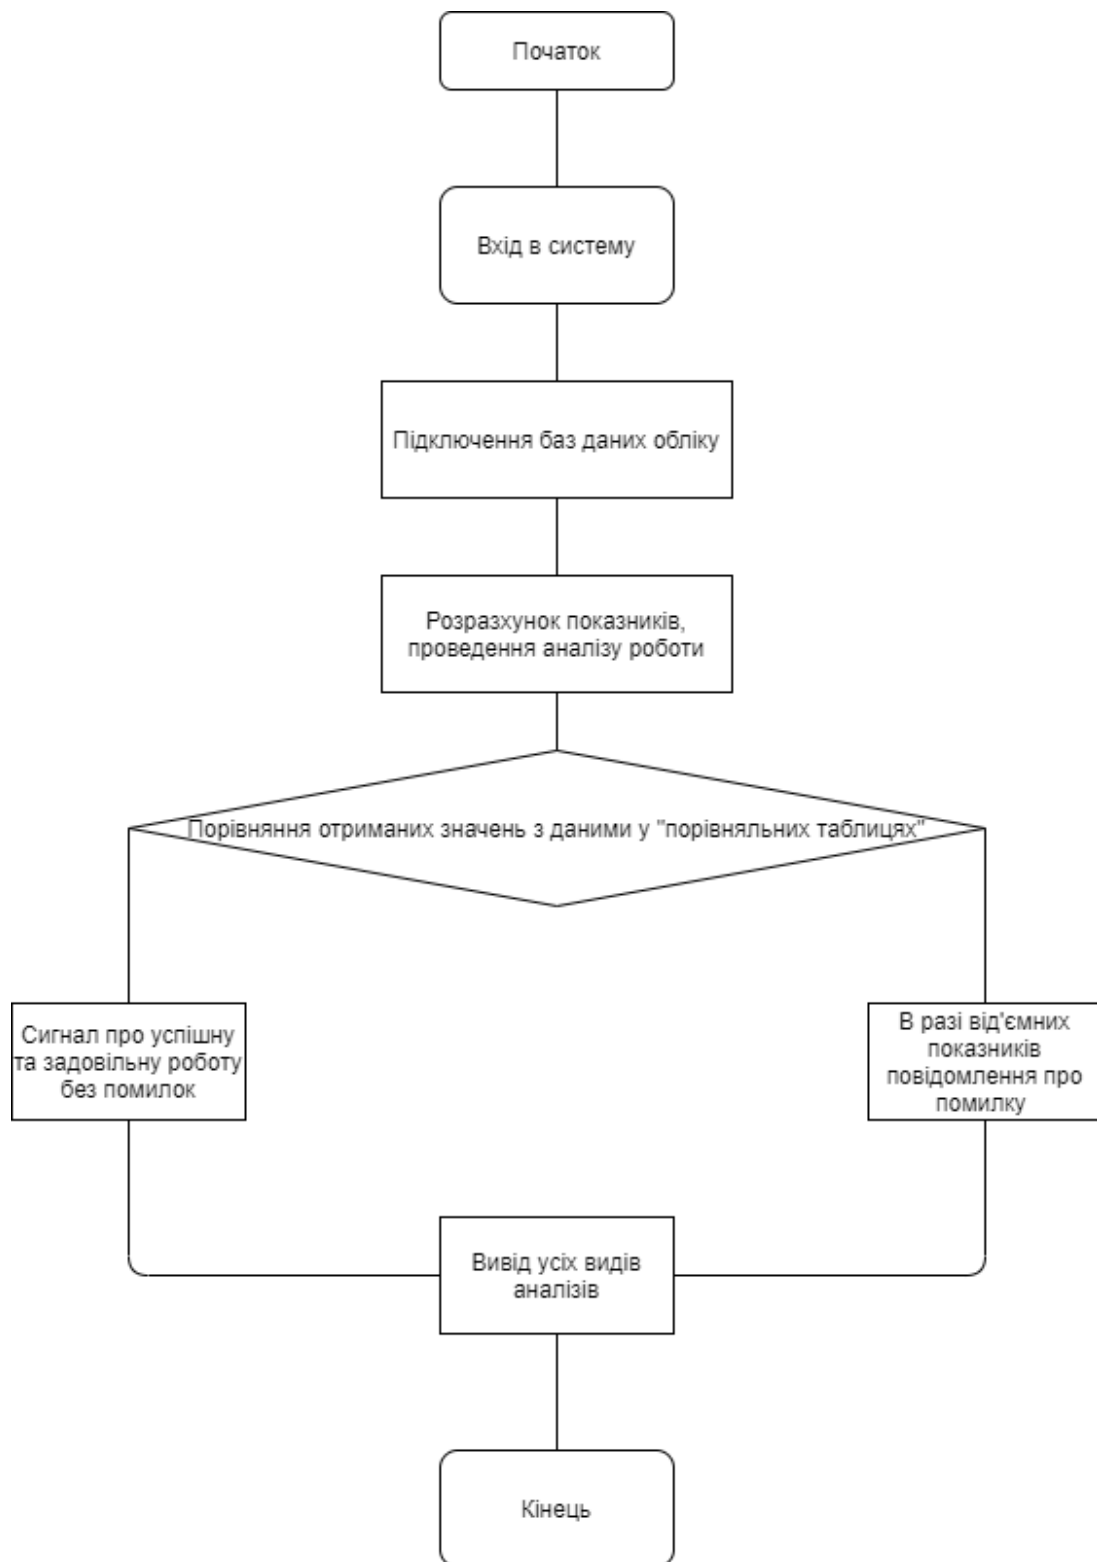 Початок
Вхід в систему
Підключення баз даних обліку
Розразхунок показників,
проведення аналізу роботи
Порівняння отриманих значень з даними у "порівняльних таблицях"
Сигнал про успішну
та задовільну роботу
без помилок
В разі від'ємних
показників
повідомлення про
помилку
Вивід усіх видів
аналізів
Кінець